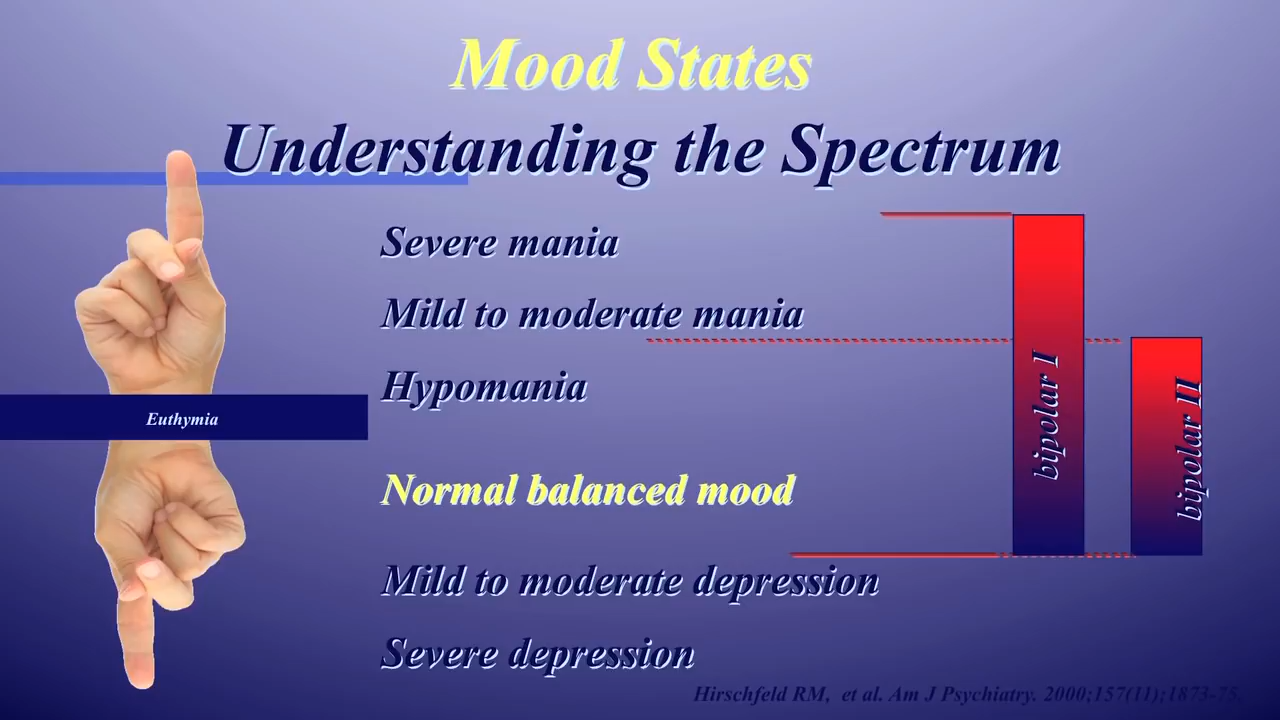 Mood States
Understanding the Spectrum
Severe mania
Mild to moderate mania
Hypomania
Euthymia
Normal balanced mood
Mild to moderate depression
Severe depression
bipolar I
bipolar II
Hirschfeld RM, et al. Am J Psychiatry. 2000;157(11);1873-75.